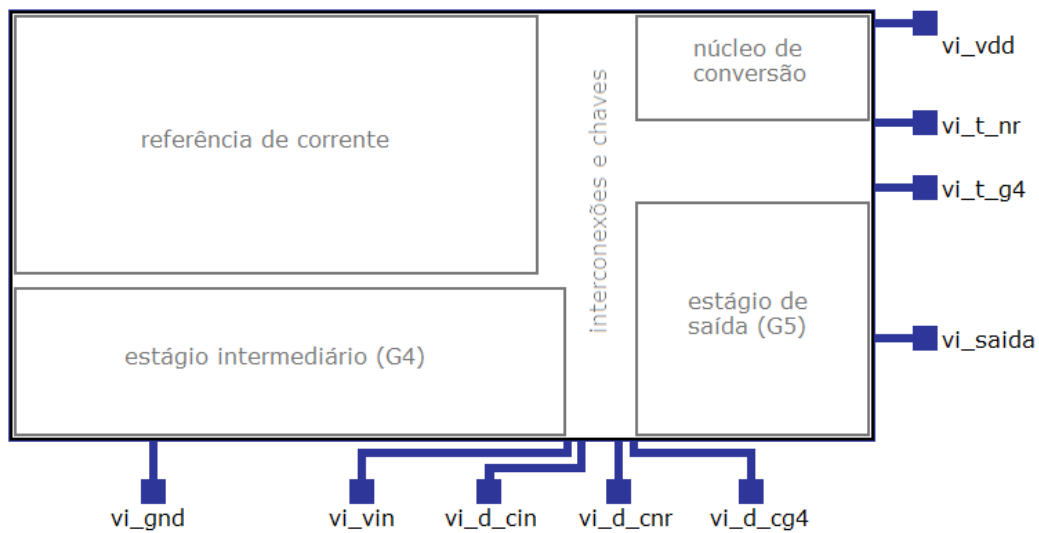 núcleo de
conversão
vi_vdd
referência de corrente
interconexões e chaves
vi_t_nr
vi_t_g4
estágio de
saída (G5)
vi_saida
estágio intermediário (G4)
vi_gnd
vi_vin
vi_d_cin
vi_d_cnr
vi_d_cg4